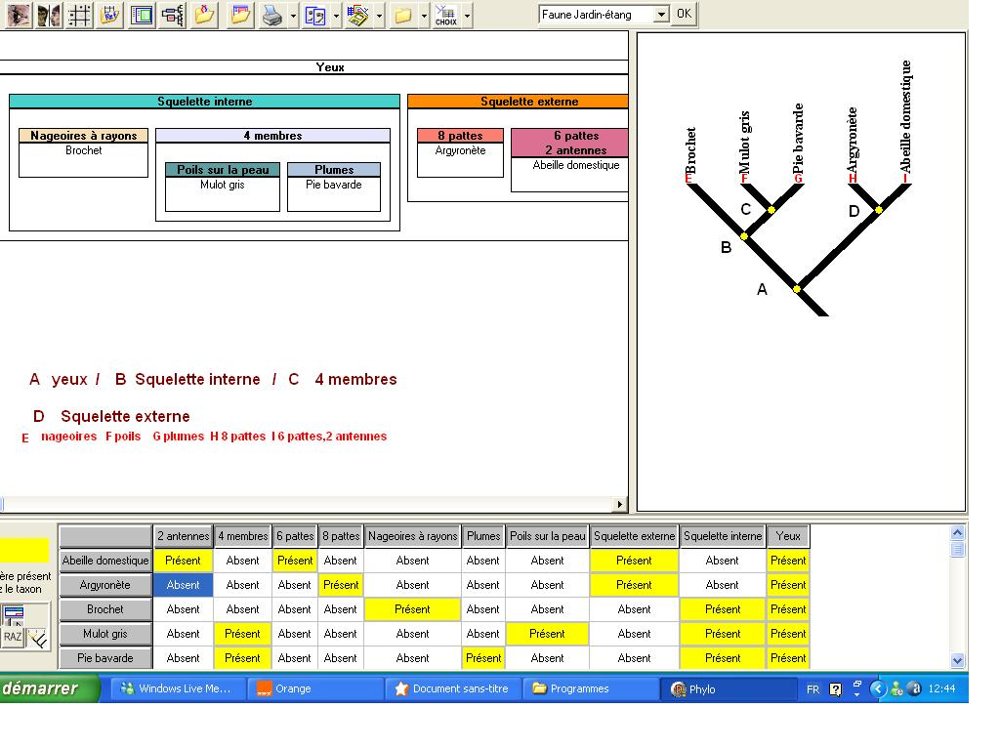 CHOIX
Faune Jardin-étang
OK
Yeux
Squelette interne
Squelette externe
Nageoires à rayons
Brochet
4 membres
Poils sur la peau
Mulot gris
Plumes
Pie bavarde
8 pattes
Argyronète
6 pattes
2 antennes
Abeille domestique
Brochet
Mulot gris
Pie bavarde
Argyronète
Abeille domestique
E F G H I
C
D
B
A
A yeux / B Squelette interne / C 4 membres
D Squelette externe
E nageoires F poils G plumes H 8 pattes I 6 pattes,2 antennes
ère présent
z le taxon
RAZ
2 antennes 4 membres 6 pattes 8 pattes Nageoires à rayons Plumes Poils sur la peau Squelette externe Squelette interne Yeux
Abeille domestique Présent Absent Présent Absent Absent Absent Absent Présent Absent Présent
Argyronète Absent Absent Absent Présent Absent Absent Absent Présent Absent Présent
Brochet Absent Absent Absent Absent Présent Absent Absent Absent Présent Présent
Mulot gris Absent Présent Absent Absent Absent Absent Présent Absent Présent Présent
Pie bavarde Absent Présent Absent Absent Absent Présent Absent Absent Présent Présent
démarrer Windows Live Me... Orange Document sans-titre Programmes Phylo FR ? a 12:44